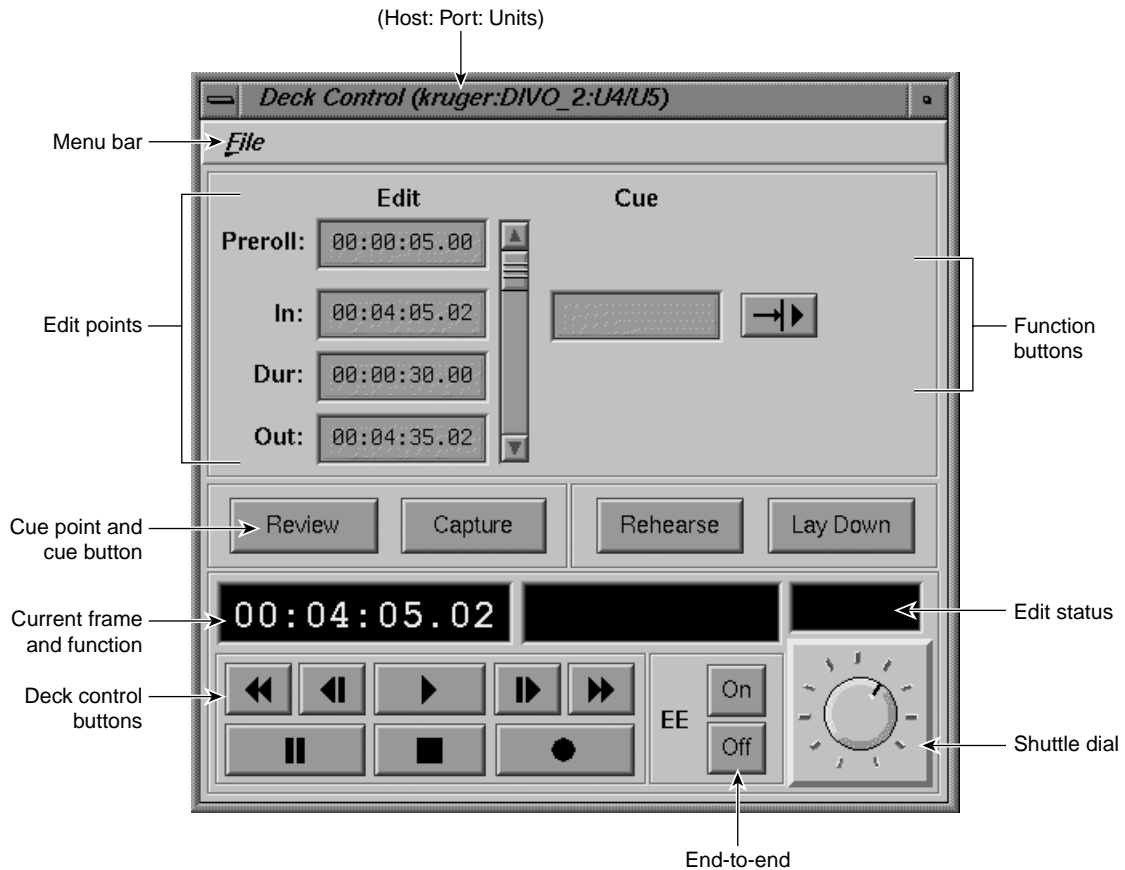 (Host: Port: Units)
Deck Control (kruger:DIVO_2:U4/U5)
Menu bar
File
Edit
Cue
Preroll:
00:00:05.00
In:
00:04:05.02
Edit points
Function
buttons
Dur:
00:00:30.00
Out:
00:04:35.02
Cue point and
cue button
Review
Capture
Rehearse
Lay Down
Current frame
and function
00:04:05.02
Edit status
Deck control
buttons
EE
On
Off
Shuttle dial
End-to-end